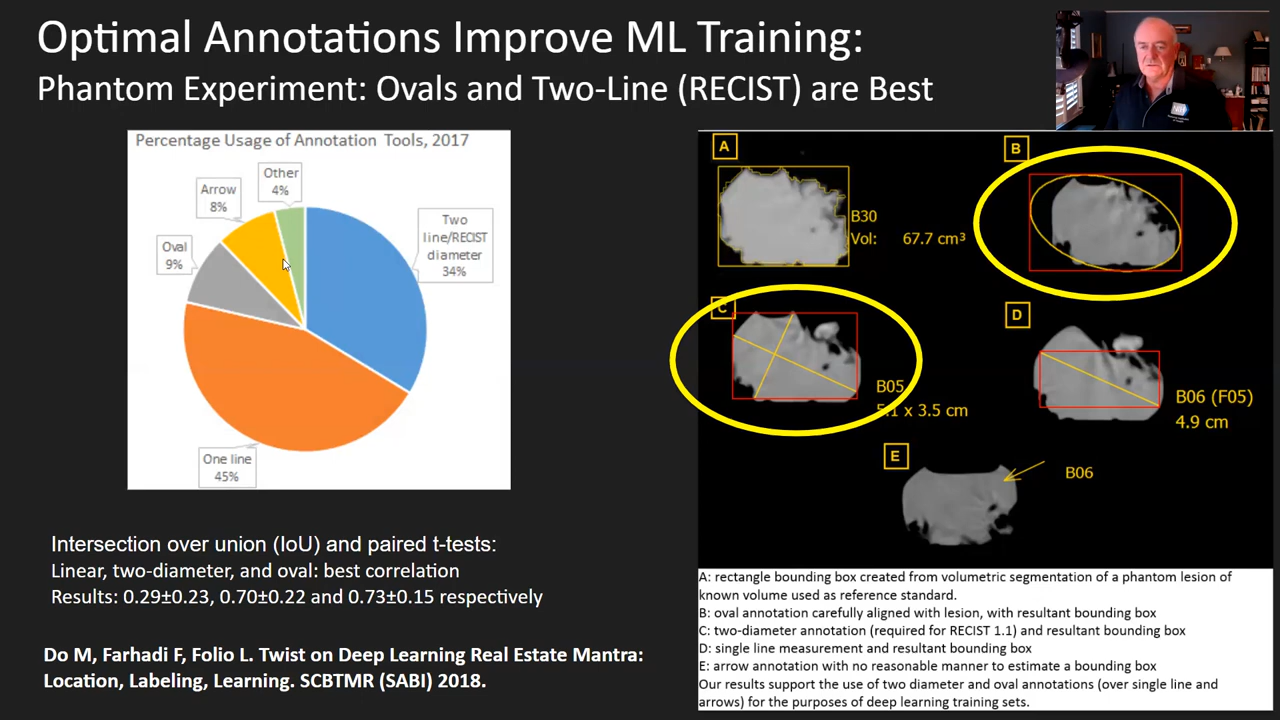 Optimal Annotations Improve ML Training:
Phantom Experiment: Ovals and Two-Line (RECIST) are Best
Percentage Usage of Annotation Tools, 2017
Other
4%
Arrow
8%
Oval
9%
Two
line/RECIST
diameter
34%
One line
45%
A
B30
Vol: 67.7 cm³
B
C
B05
5.1 x 3.5 cm
D
B06 (F05)
4.9 cm
E
B06
Intersection over union (IoU) and paired t-tests:
Linear, two-diameter, and oval: best correlation
Results: 0.29±0.23, 0.70±0.22 and 0.73±0.15 respectively
Do M, Farhadi F, Folio L. Twist on Deep Learning Real Estate Mantra:
Location, Labeling, Learning. SCBTMR (SABI) 2018.
A: rectangle bounding box created from volumetric segmentation of a phantom lesion of
known volume used as reference standard.
B: oval annotation carefully aligned with lesion, with resultant bounding box
C: two-diameter annotation (required for RECIST 1.1) and resultant bounding box
D: single line measurement and resultant bounding box
E: arrow annotation with no reasonable manner to estimate a bounding box
Our results support the use of two diameter and oval annotations (over single line and
arrows) for the purposes of deep learning training sets.